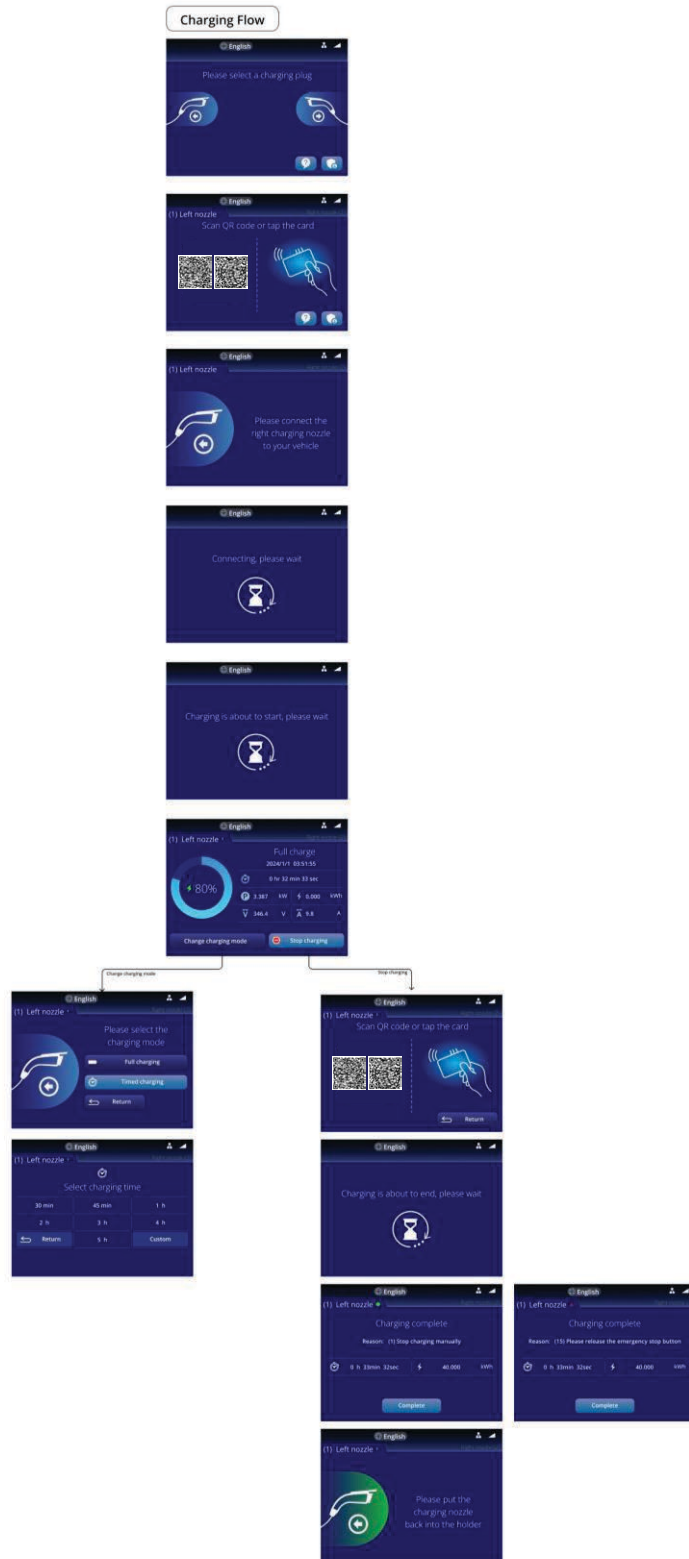 Charging Flow
English
Please select a charging plug
English
(1) Left nozzle
Scan QR code or tap the card
English
(1) Left nozzle
Please connect the
right charging nozzle
to your vehicle
English
Connecting, please wait
English
Charging is about to start, please wait
English
(1) Left nozzle
Full charge
2024/1/1 03:51:55
80%
0 hr 32 min 33 sec
P 3.387 kW 0.000 kWh
V 346.4 V A 9.8 A
Change charging mode
Stop charging
Change charging mode
Stop charging
English
(1) Left nozzle
Please select the
charging mode
Full charging
Timed charging
Return
English
(1) Left nozzle
Select charging time
30 min 45 min 1 h
2 h 3 h 4 h
Return 5 h Custom
English
(1) Left nozzle
Scan QR code or tap the card
Return
English
Charging is about to end, please wait
English
(1) Left nozzle
Charging complete
Reason: (1) Stop charging manually
0 h 33min 32sec 40.000 kWh
Complete
English
(1) Left nozzle
Charging complete
Reason: (15) Please release the emergency stop button
0 h 33min 32sec 40.000 kWh
Complete
English
(1) Left nozzle
Please put the
charging nozzle
back into the holder